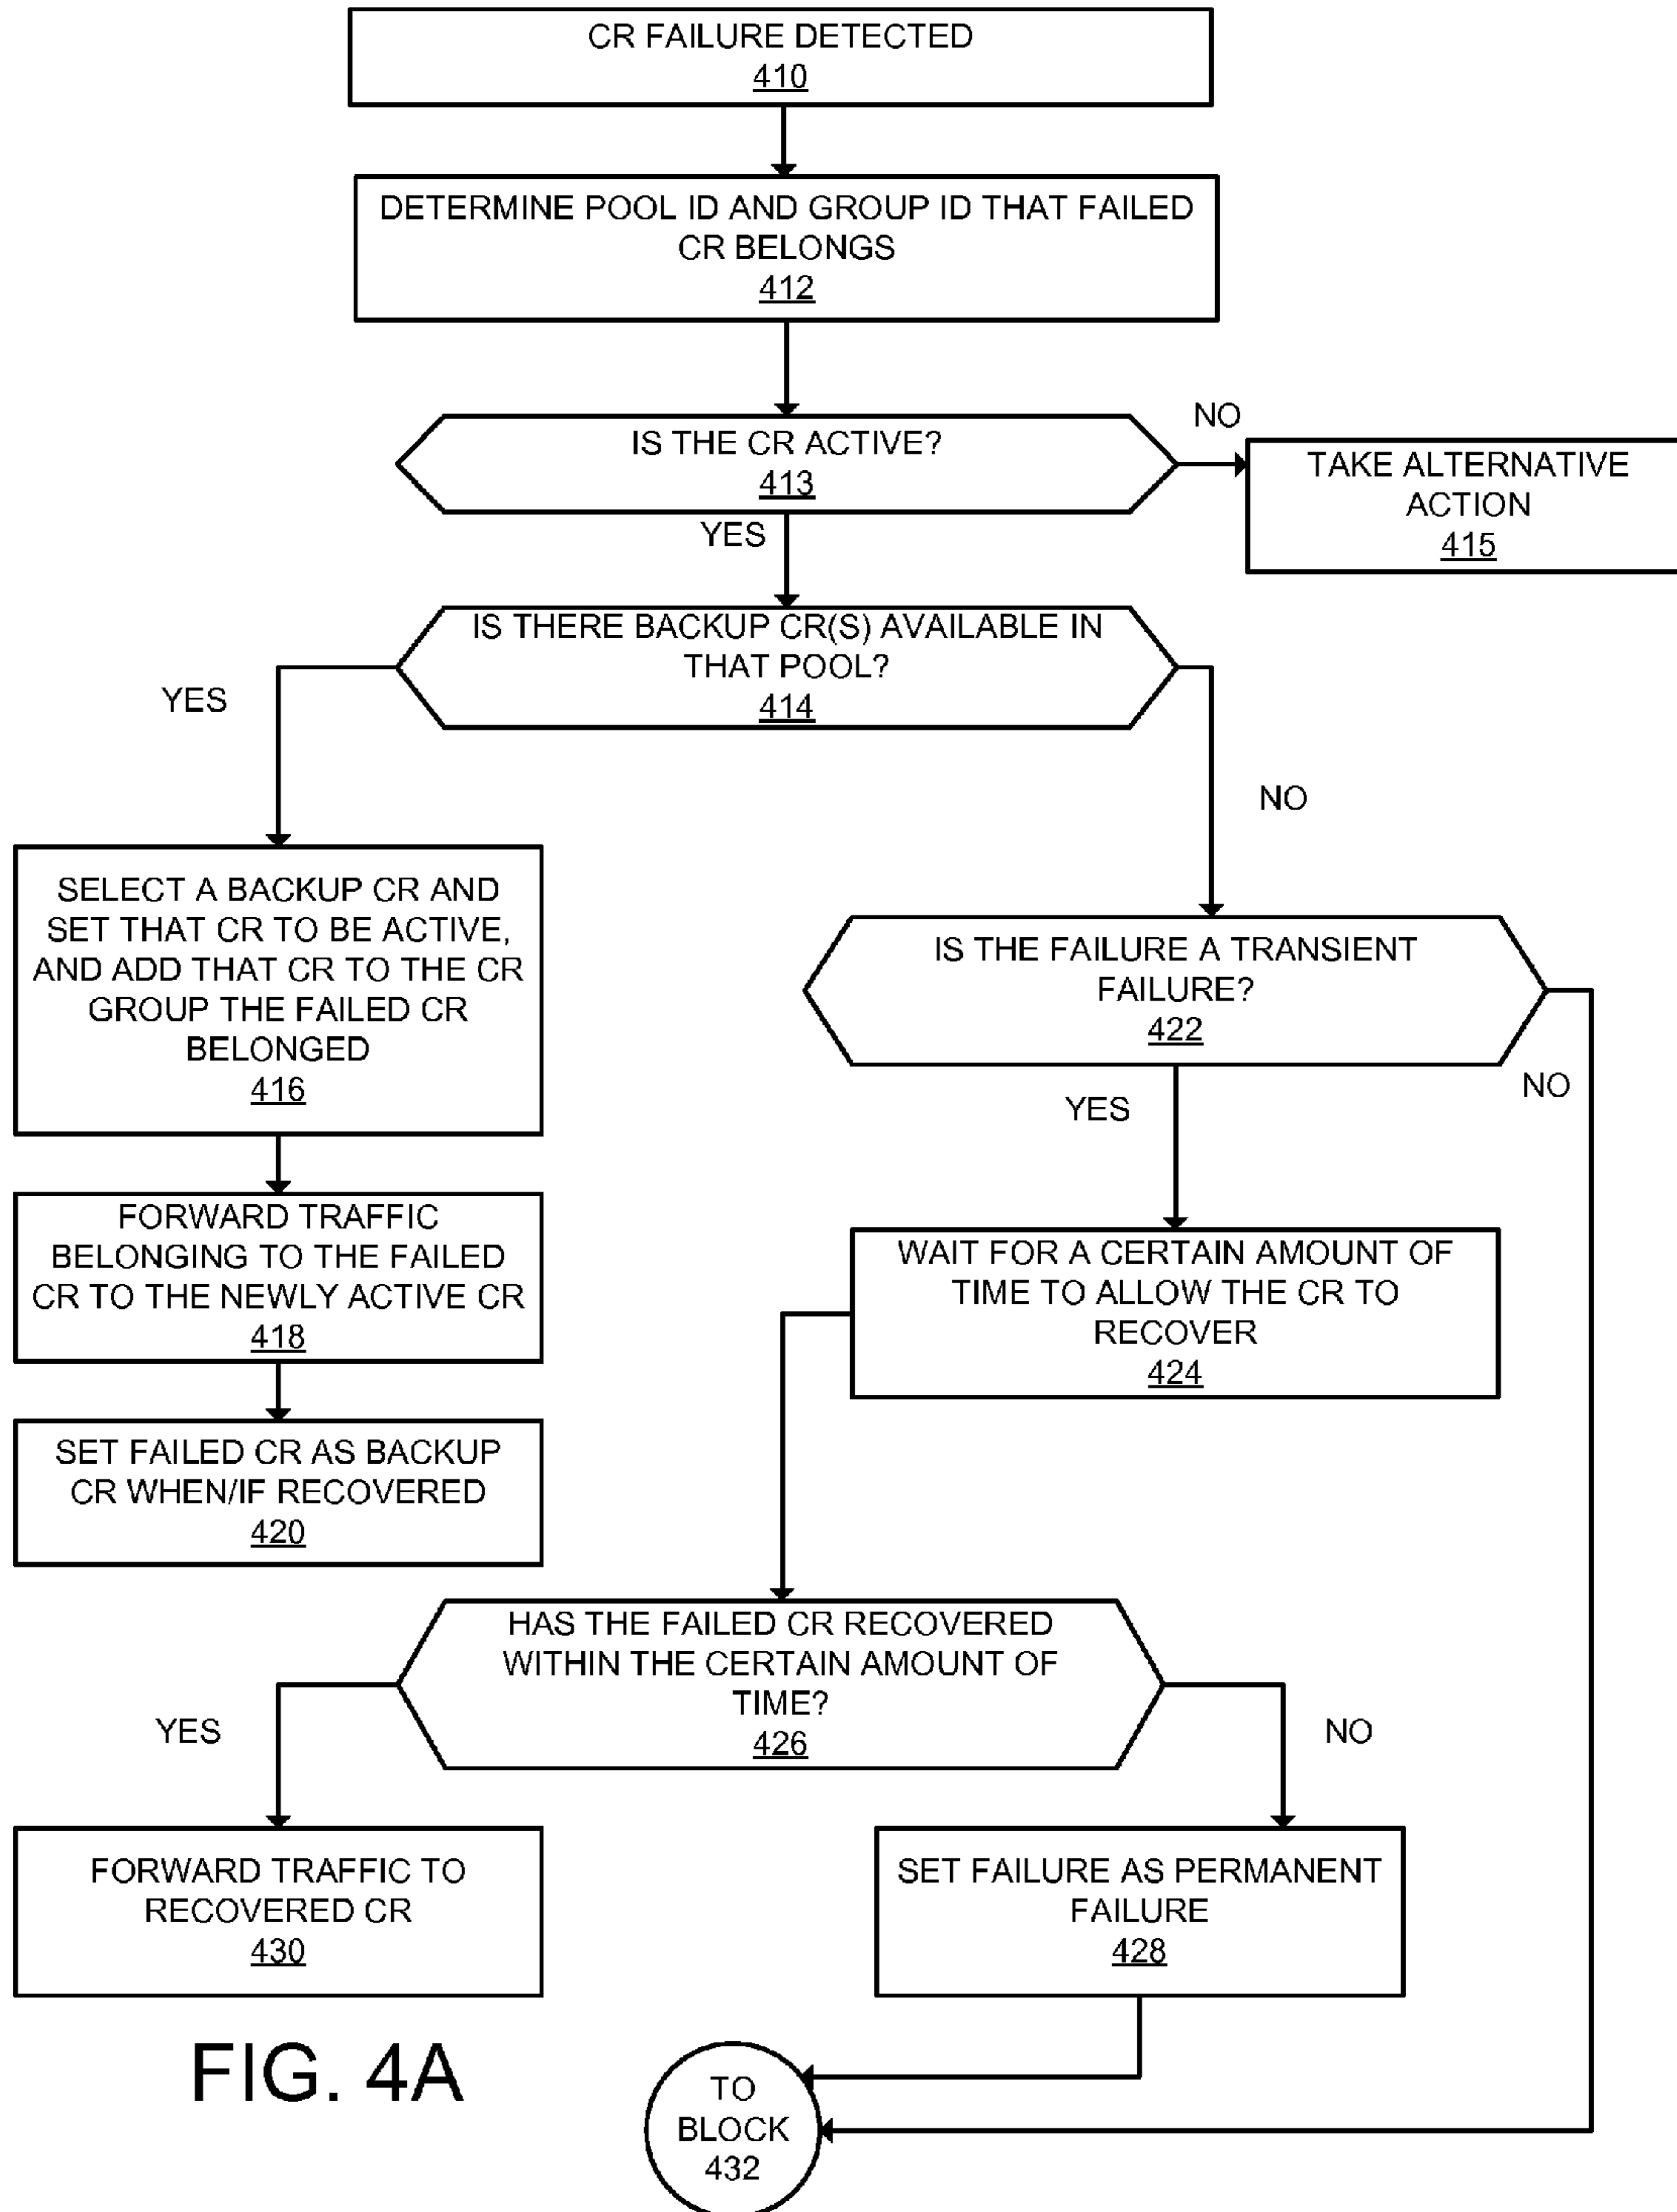 CR FAILURE DETECTED
410
DETERMINE POOL ID AND GROUP ID THAT FAILED
CR BELONGS
412
IS THE CR ACTIVE?
413
NO
TAKE ALTERNATIVE
ACTION
415
YES
IS THERE BACKUP CR(S) AVAILABLE IN
THAT POOL?
414
YES
NO
SELECT A BACKUP CR AND
SET THAT CR TO BE ACTIVE,
AND ADD THAT CR TO THE CR
GROUP THE FAILED CR
BELONGED
416
IS THE FAILURE A TRANSIENT
FAILURE?
422
NO
YES
FORWARD TRAFFIC
BELONGING TO THE FAILED
CR TO THE NEWLY ACTIVE CR
418
WAIT FOR A CERTAIN AMOUNT OF
TIME TO ALLOW THE CR TO
RECOVER
424
SET FAILED CR AS BACKUP
CR WHEN/IF RECOVERED
420
HAS THE FAILED CR RECOVERED
WITHIN THE CERTAIN AMOUNT OF
TIME?
426
YES
NO
FORWARD TRAFFIC TO
RECOVERED CR
430
SET FAILURE AS PERMANENT
FAILURE
428
FIG. 4A
TO
BLOCK
432